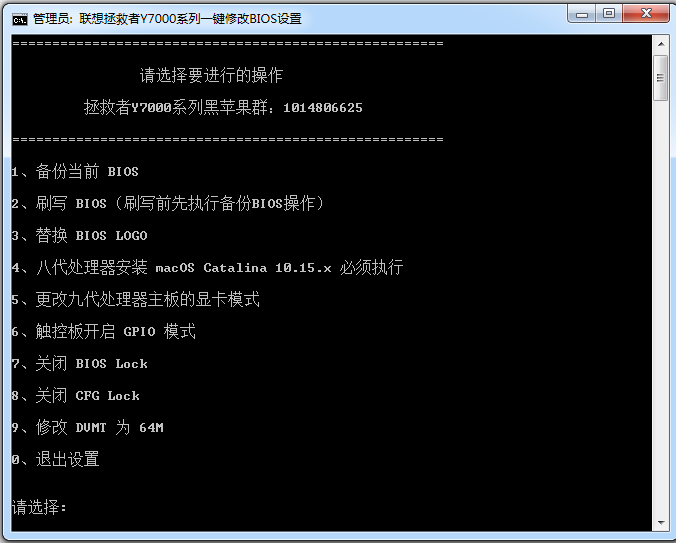 管理员: 联想拯救者Y7000系列一键修改BIOS设置
======================================================
请选择要进行的操作
拯救者Y7000系列黑苹果群：1014806625
======================================================
1、备份当前 BIOS
2、刷写 BIOS（刷写前先执行备份BIOS操作）
3、替换 BIOS LOGO
4、八代处理器安装 macOS Catalina 10.15.x 必须执行
5、更改九代处理器主板的显卡模式
6、触控板开启 GPIO 模式
7、关闭 BIOS Lock
8、关闭 CFG Lock
9、修改 DVMT 为 64M
0、退出设置
请选择: